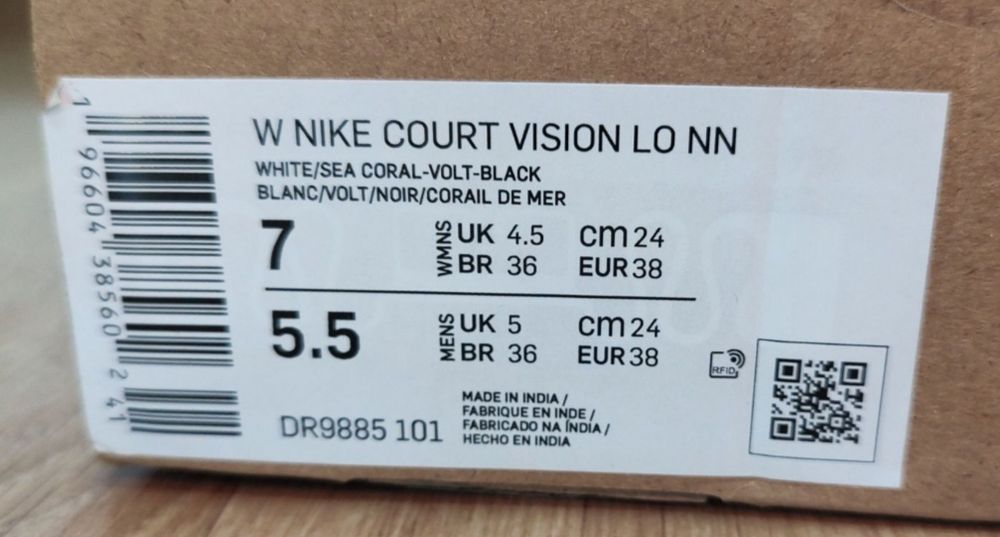 1 96604 38560 2 41
W NIKE COURT VISION LO NN
WHITE/SEA CORAL-VOLT-BLACK
BLANC/VOLT/NOIR/CORAIL DE MER
7 WMNS UK 4.5 CM 24
BR 36 EUR 38
5.5 MENS UK 5 CM 24
BR 36 EUR 38
RFID
DR9885 101
MADE IN INDIA /
FABRIQUE EN INDE /
FABRICADO NA ÍNDIA /
HECHO EN INDIA